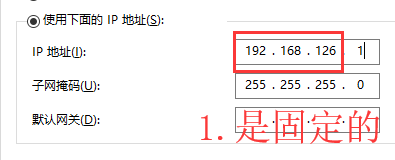 使用下面的 IP 地址(S):
IP 地址(I): 192 . 168 . 126 . 1
子网掩码(U): 255 . 255 . 255 . 0
默认网关(D): . . .
1.是固定的